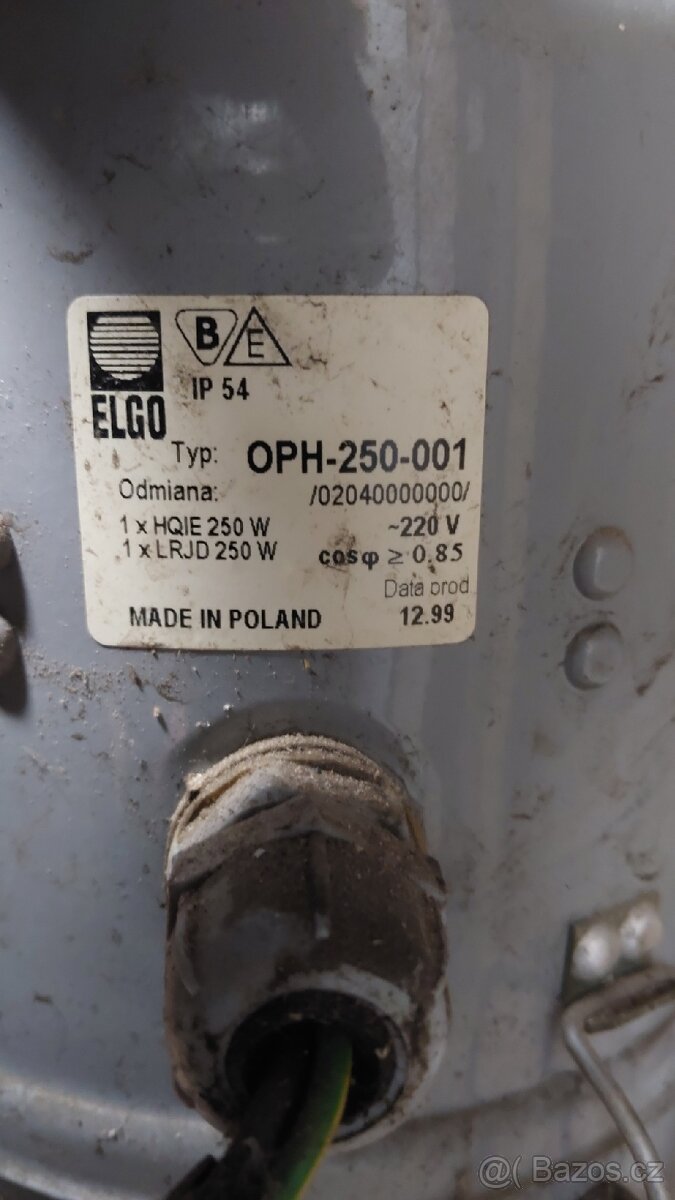 B E
IP 54
ELGO
Typ: OPH-250-001
Odmiana: /02040000000/
1 x HQIE 250 W ~220 V
1 x LRJD 250 W cosφ ≥ 0.85
Data prod
MADE IN POLAND 12.99
@( Bazos.cz